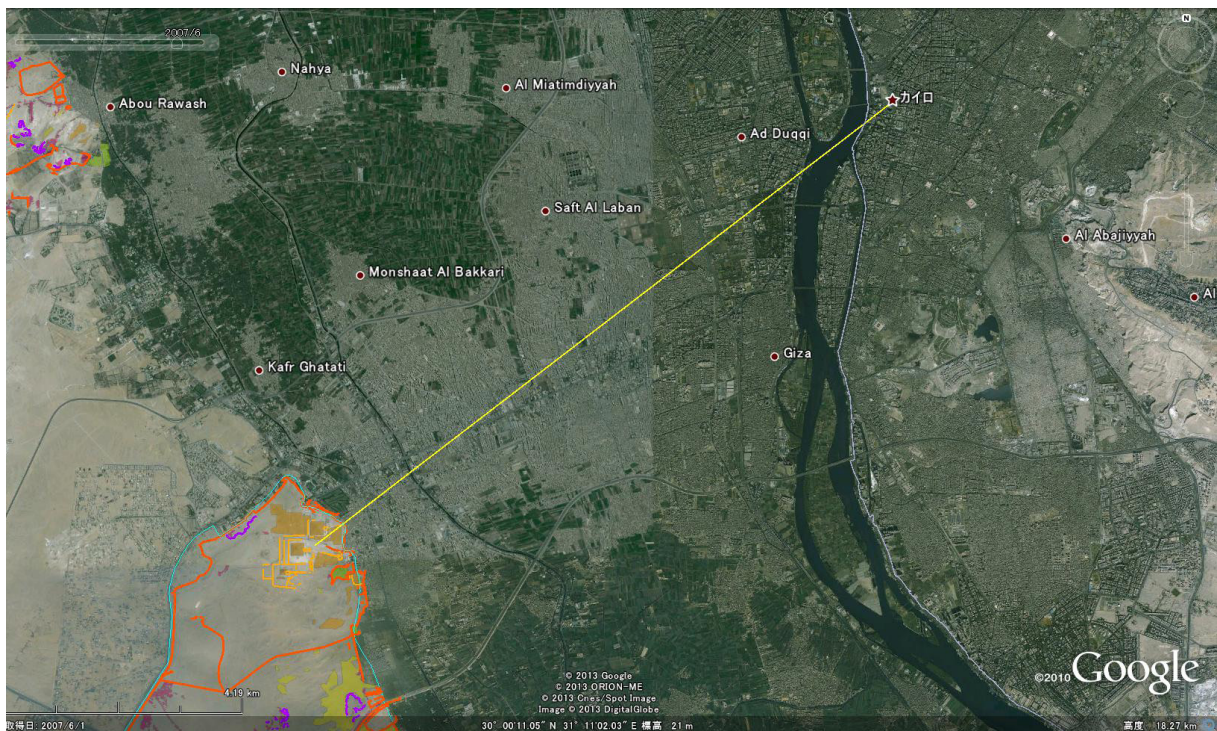 2007/6
N
Nahya
Al Miatimdiyyah
Abou Rawash
カイロ
Ad Duqqi
Saft Al Laban
Al Abajiyyah
Monshaat Al Bakkari
Al
Giza
Kafr Ghatati
© 2013 Google
© 2013 ORION-ME
© 2013 Cnes/Spot Image
Image © 2013 DigitalGlobe
©2010 Google
4.19 km
取得日: 2007/6/1
30° 00'11.05" N 31° 11'02.03" E 標高 21 m
高度 18.27 km